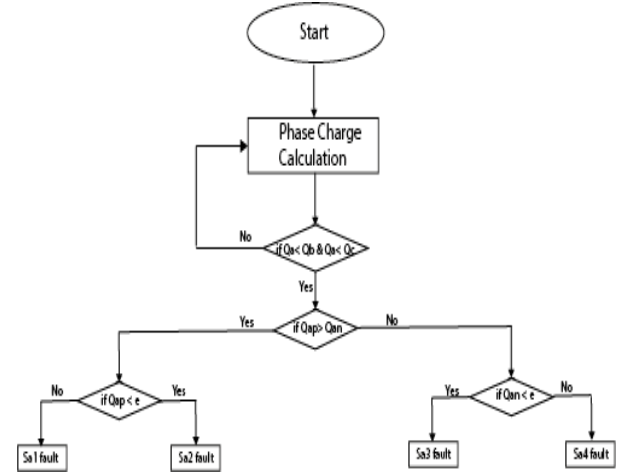 Start
Phase Charge
Calculation
No
if Qa< Qb & Qa< Qc
Yes
Yes
if Qap> Qan
No
No
if Qap < e
Yes
Yes
if Qan < e
No
Sa1 fault
Sa2 fault
Sa3 fault
Sa4 fault